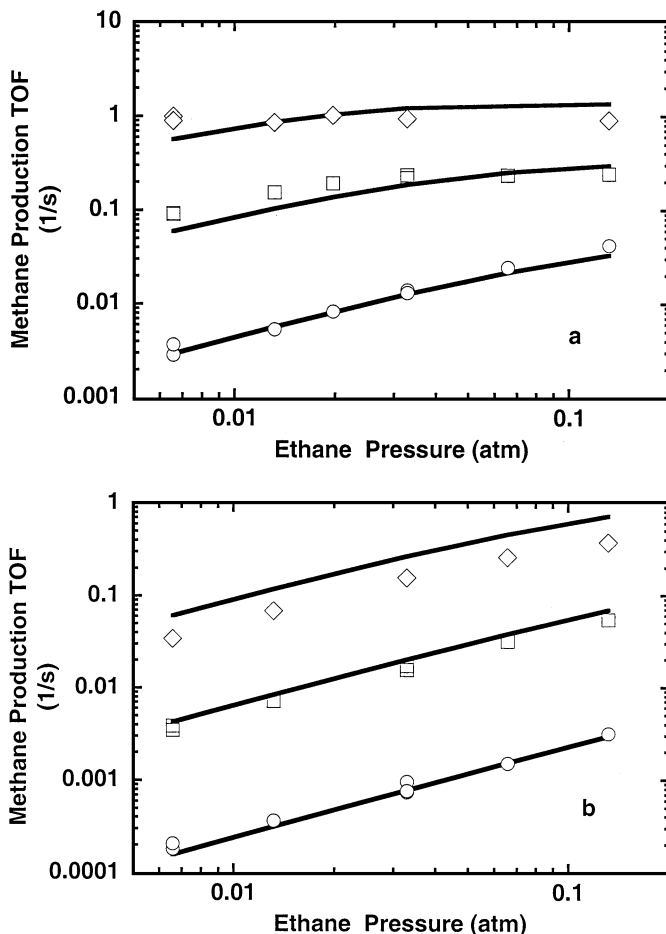 10
1
0.1
0.01
0.001
Methane Production TOF
(1/s)
a
0.01
0.1
Ethane Pressure (atm)
1
0.1
0.01
0.001
0.0001
Methane Production TOF
(1/s)
b
0.01
0.1
Ethane Pressure (atm)